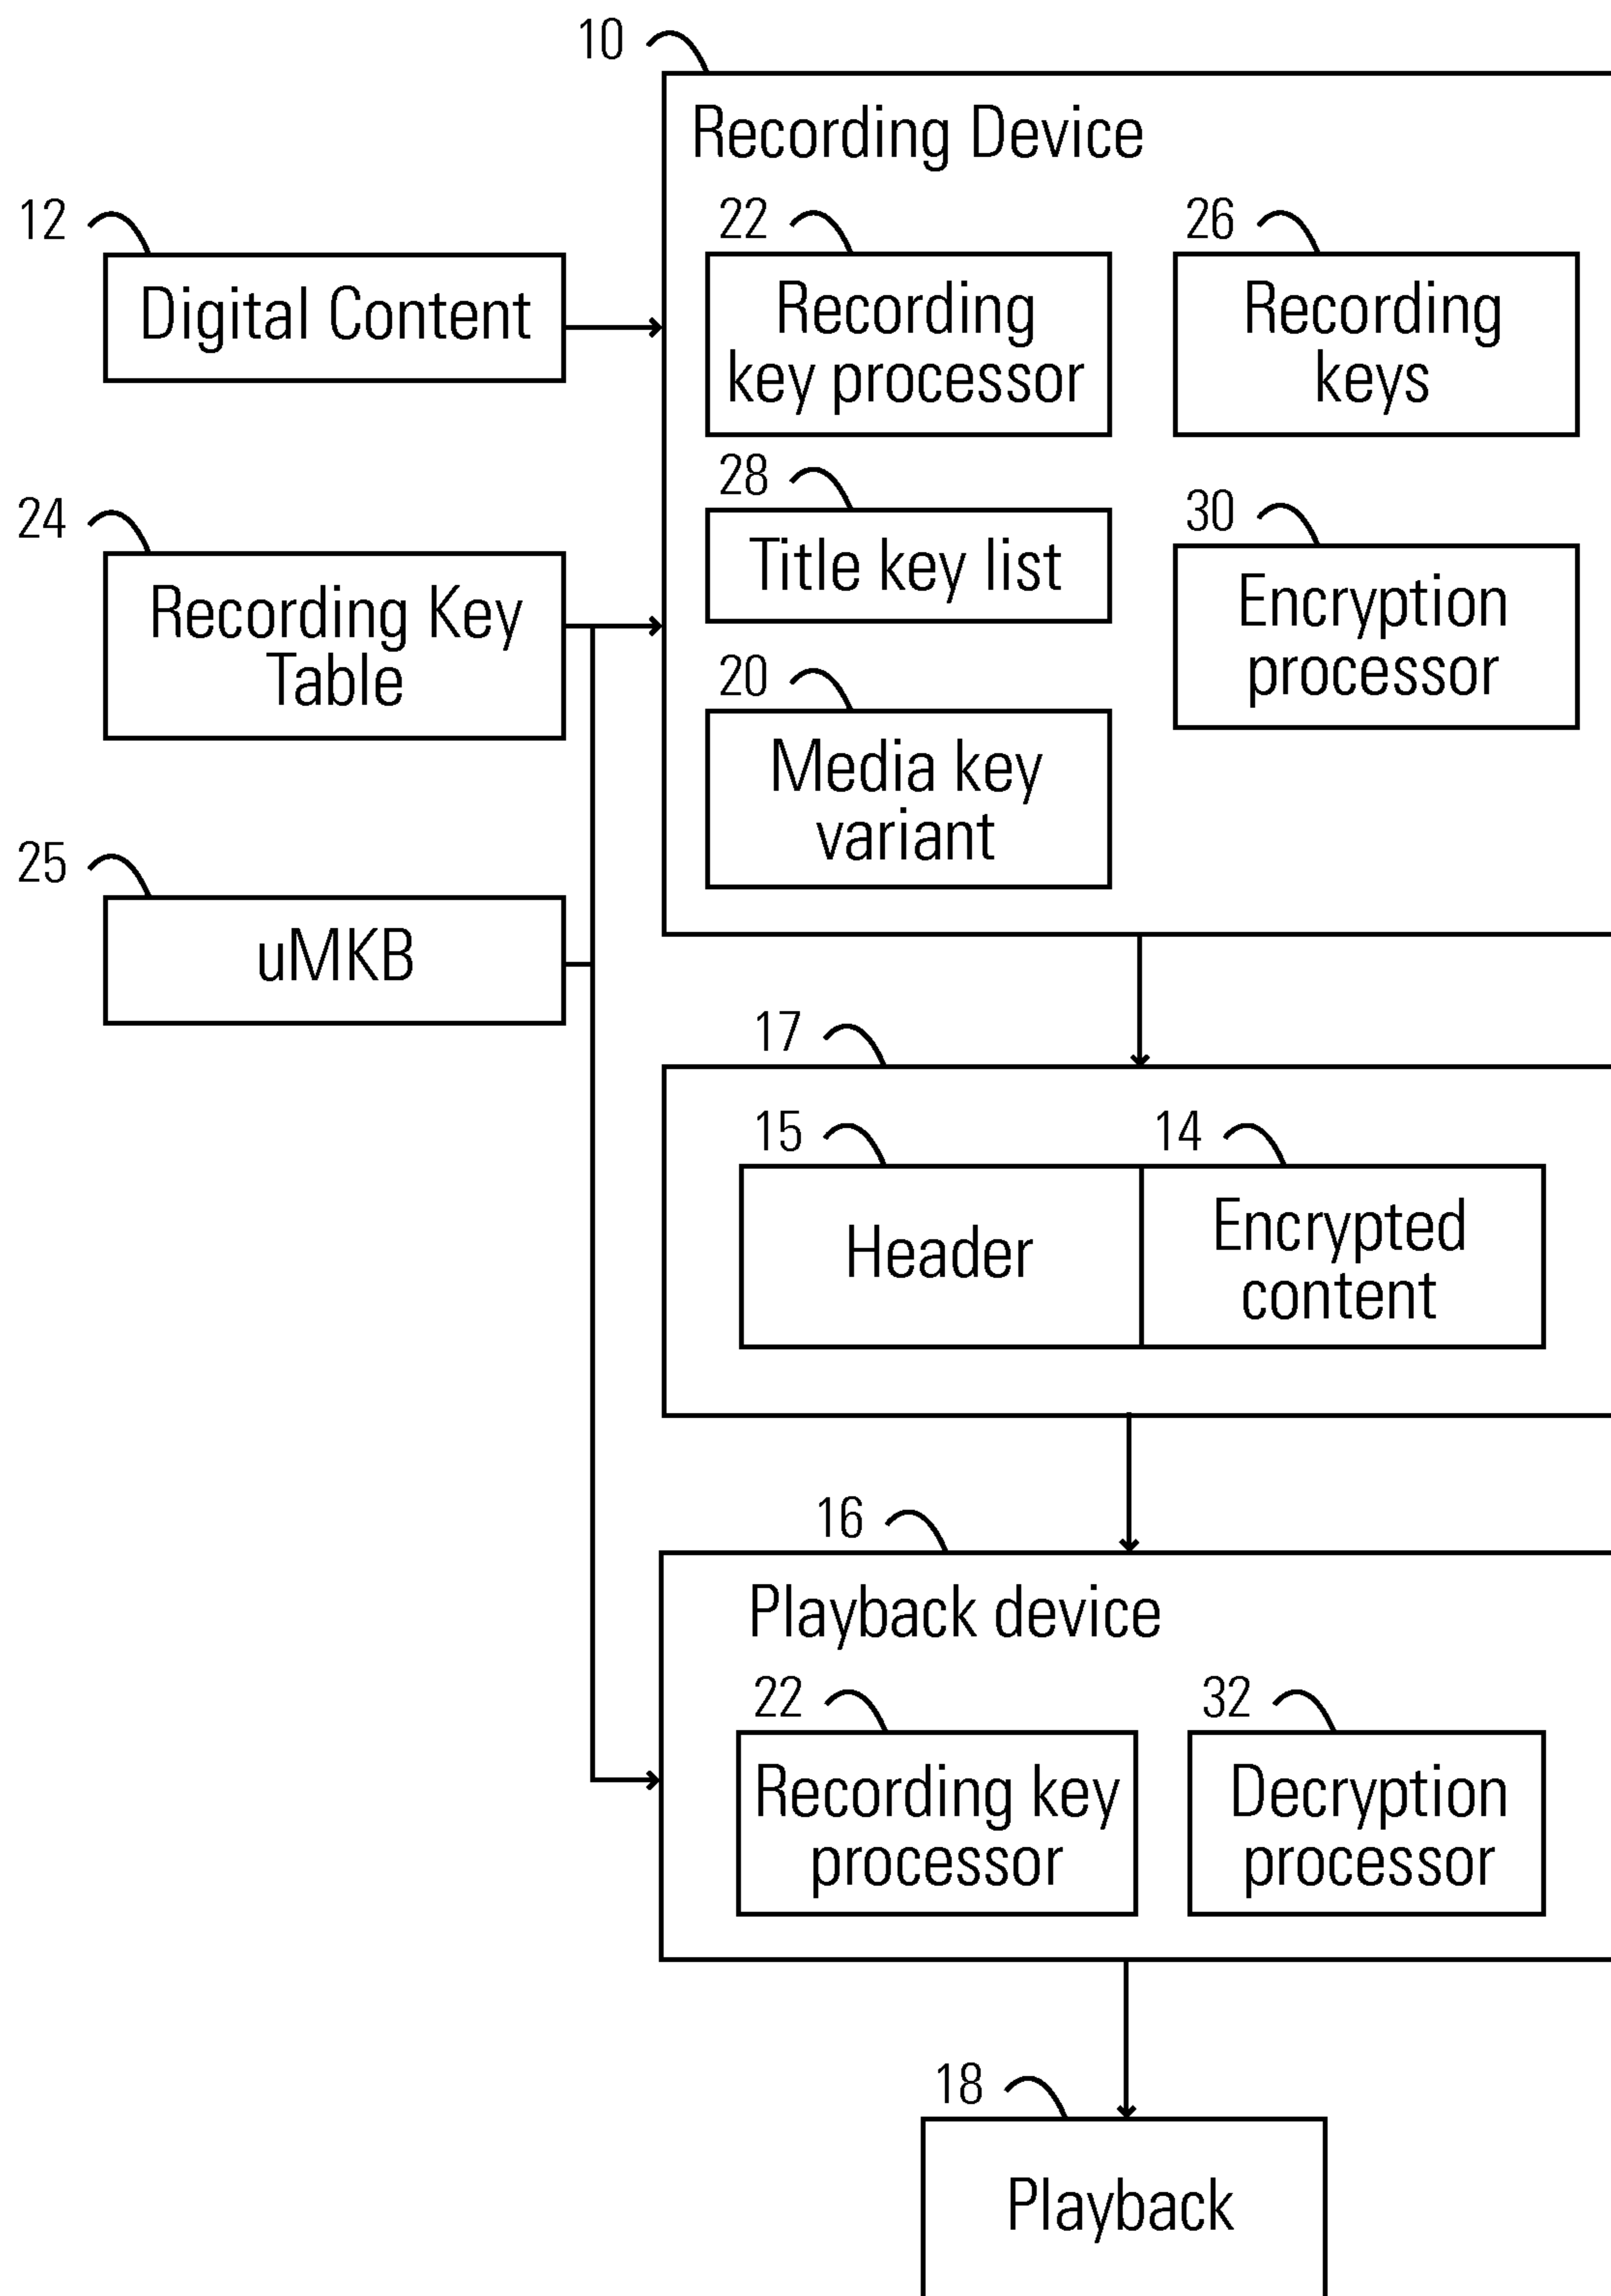 10
Recording Device
12
Digital Content
22
Recording
key processor
26
Recording
keys
24
Recording Key
Table
28
Title key list
30
Encryption
processor
20
Media key
variant
25
uMKB
17
15
Header
14
Encrypted
content
16
Playback device
22
Recording key
processor
32
Decryption
processor
18
Playback